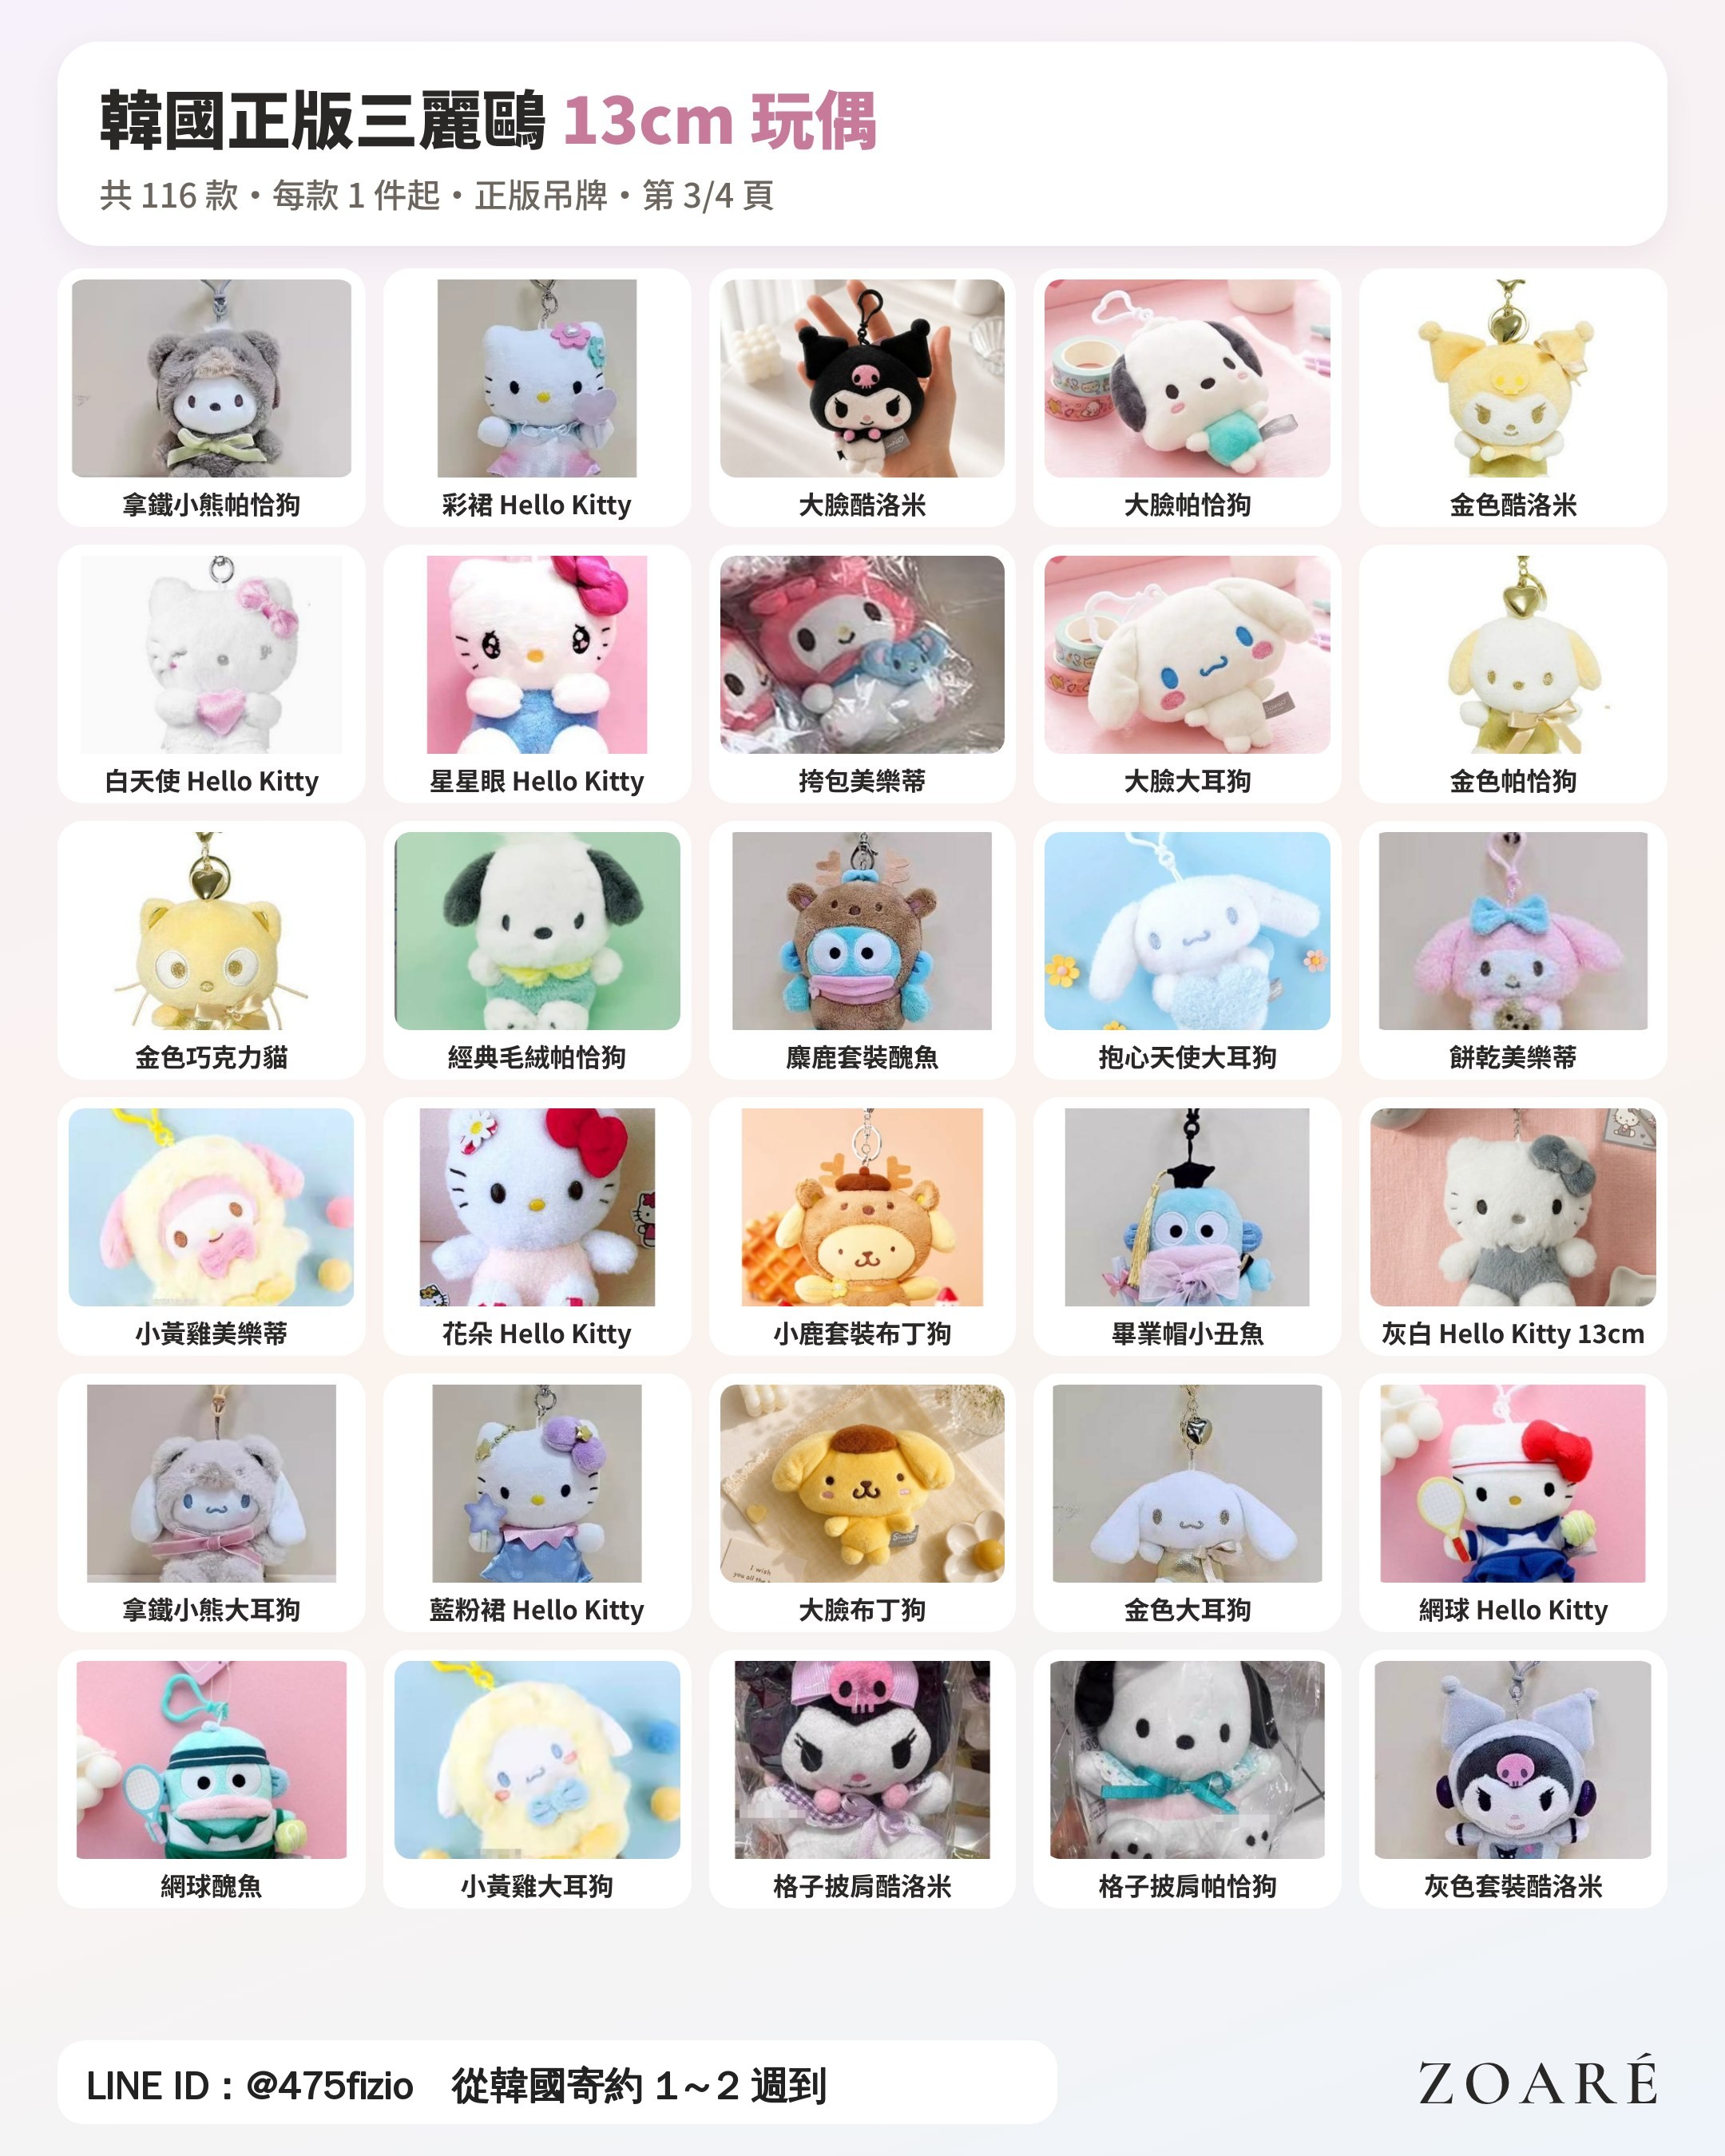 韓國正版三麗鷗 13cm 玩偶
共 116 款・每款 1 件起・正版吊牌・第 3/4 頁
拿鐵小熊帕恰狗
彩裙 Hello Kitty
大臉酷洛米
大臉帕恰狗
金色酷洛米
白天使 Hello Kitty
星星眼 Hello Kitty
挎包美樂蒂
大臉大耳狗
金色帕恰狗
金色巧克力貓
經典毛絨帕恰狗
麋鹿套裝醜魚
抱心天使大耳狗
餅乾美樂蒂
小黃雞美樂蒂
花朵 Hello Kitty
小鹿套裝布丁狗
畢業帽小丑魚
灰白 Hello Kitty 13cm
拿鐵小熊大耳狗
藍粉裙 Hello Kitty
I wish
you all the
大臉布丁狗
金色大耳狗
網球 Hello Kitty
網球醜魚
小黃雞大耳狗
格子披肩酷洛米
格子披肩帕恰狗
灰色套裝酷洛米
LINE ID：@475fizio 從韓國寄約 1~2 週到
ZOARÉ